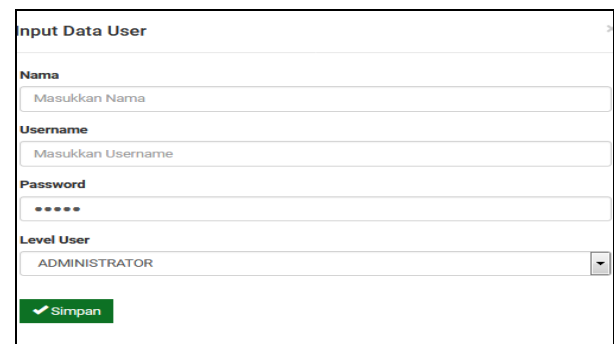 Input Data User
Nama
Masukkan Nama
Username
Masukkan Username
Password
•••••
Level User
ADMINISTRATOR
✔Simpan